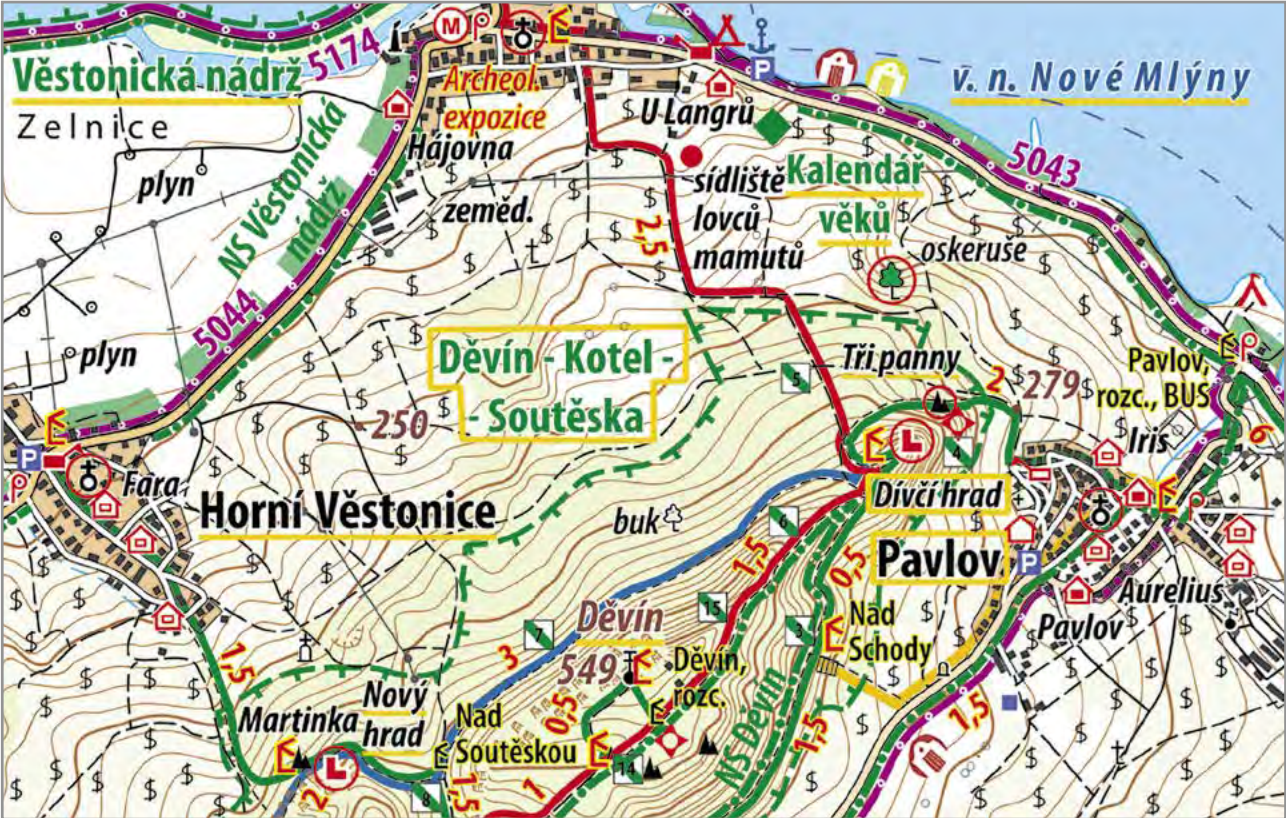 Věstonická nádrž
5174
M
Archeol.
expozice
P
v. n. Nové Mlýny
Zelnice
U Langrů
Hájovna
plyn
NS Věstonická
nádrž
zeměd.
2,5
sídliště
lovců
mamutů
Kalendář
věků
5043
oskeruše
5044
plyn
Děvín - Kotel -
- Soutěska
5
Tři panny
2
279
Pavlov,
rozc., BUS
250
4
Iris
6
P
Fara
Horní Věstonice
buk
Dívčí hrad
6
1,5
0,5
Pavlov
P
Aurelius
Pavlov
15
3
Nad
Schody
7
3
Děvín
549
Děvín,
rozc.
1,5
0,5
NS Děvín
1,5
1,5
Martinka
Nový
hrad
Nad
Soutěskou
14
2
8
1,5
1